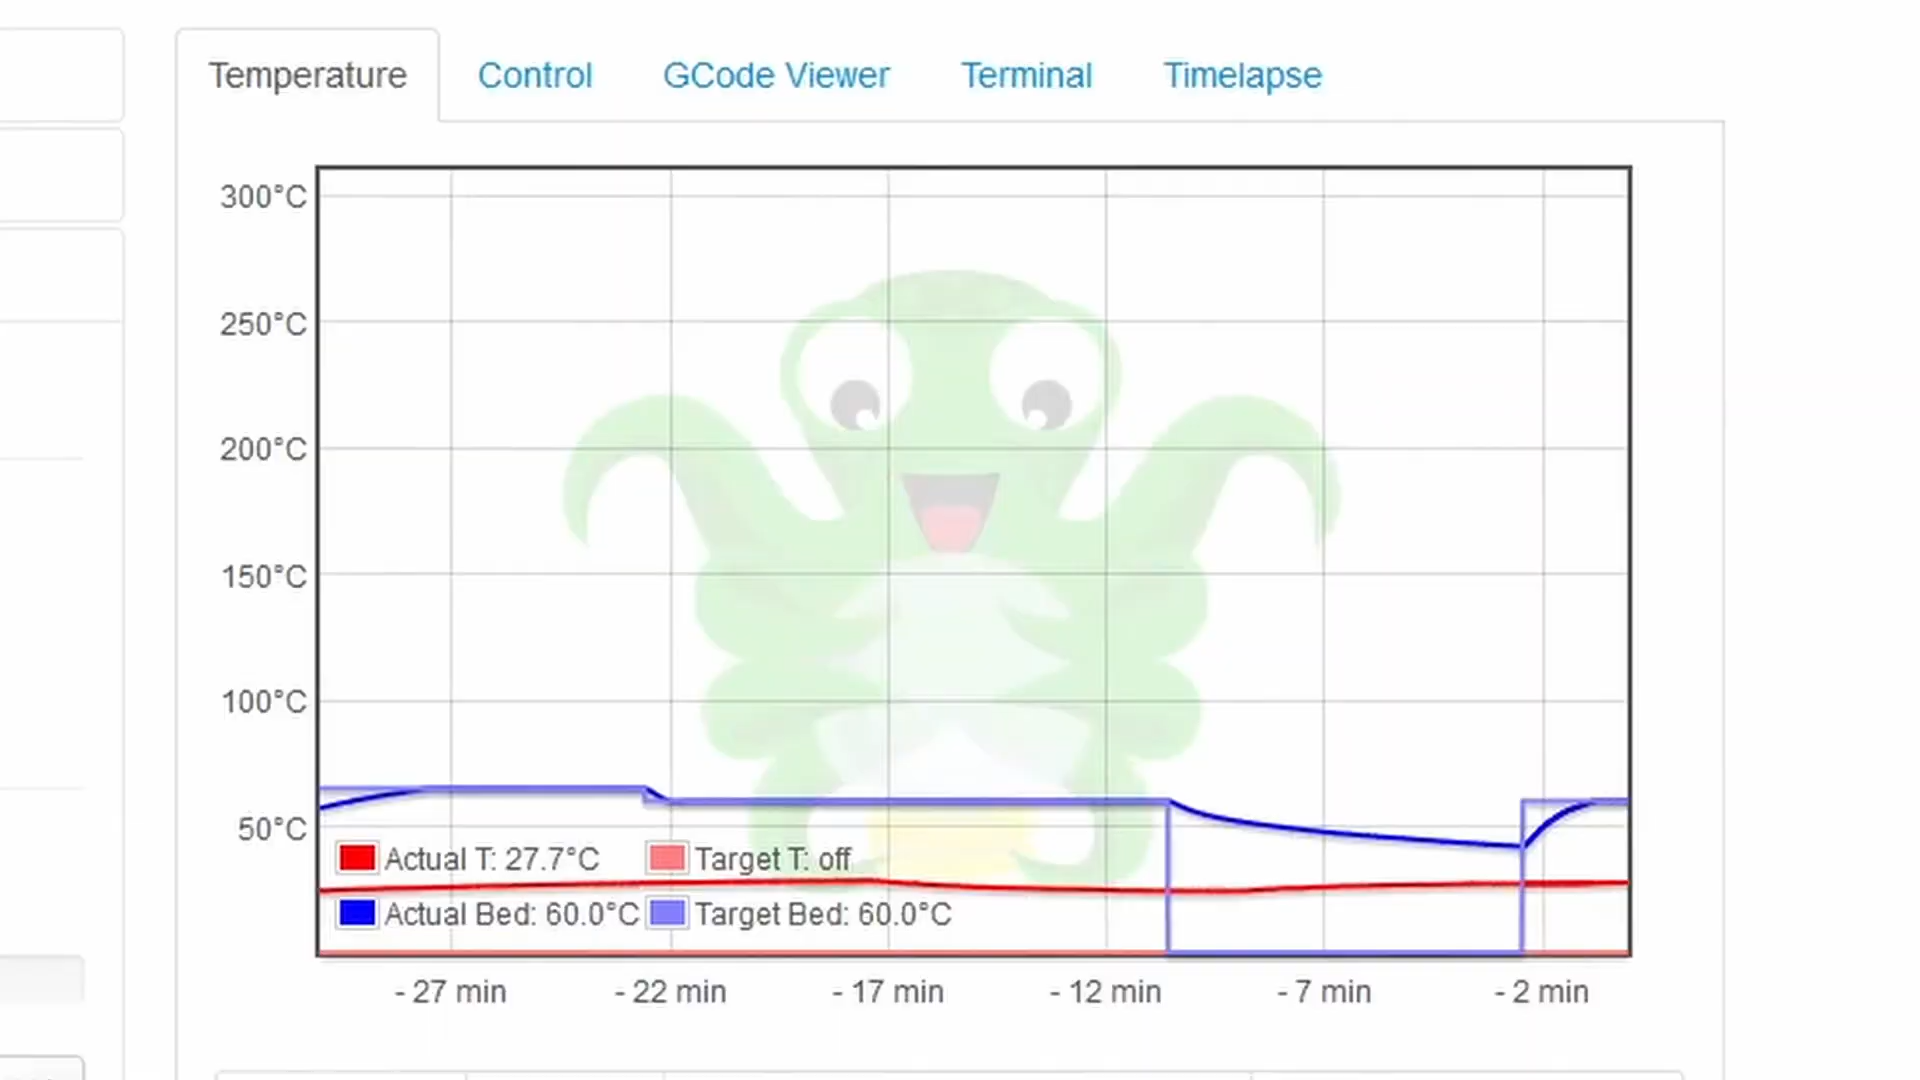 Temperature Control GCode Viewer Terminal Timelapse
300°C
250°C
200°C
150°C
100°C
50°C
Actual T: 27.7°C Target T: off
Actual Bed: 60.0°C Target Bed: 60.0°C
- 27 min - 22 min - 17 min - 12 min - 7 min - 2 min